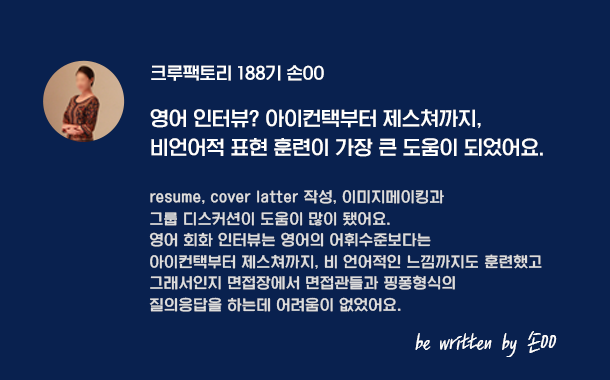 크루팩토리 188기 손00
영어 인터뷰? 아이컨택부터 제스쳐까지,
비언어적 표현 훈련이 가장 큰 도움이 되었어요.
resume, cover latter 작성, 이미지메이킹과
그룹 디스커션이 도움이 많이 됐어요.
영어 회화 인터뷰는 영어의 어휘수준보다는
아이컨택부터 제스쳐까지, 비 언어적인 느낌까지도 훈련했고
그래서인지 면접장에서 면접관들과 핑퐁형식의
질의응답을 하는데 어려움이 없었어요.
be written by 손00